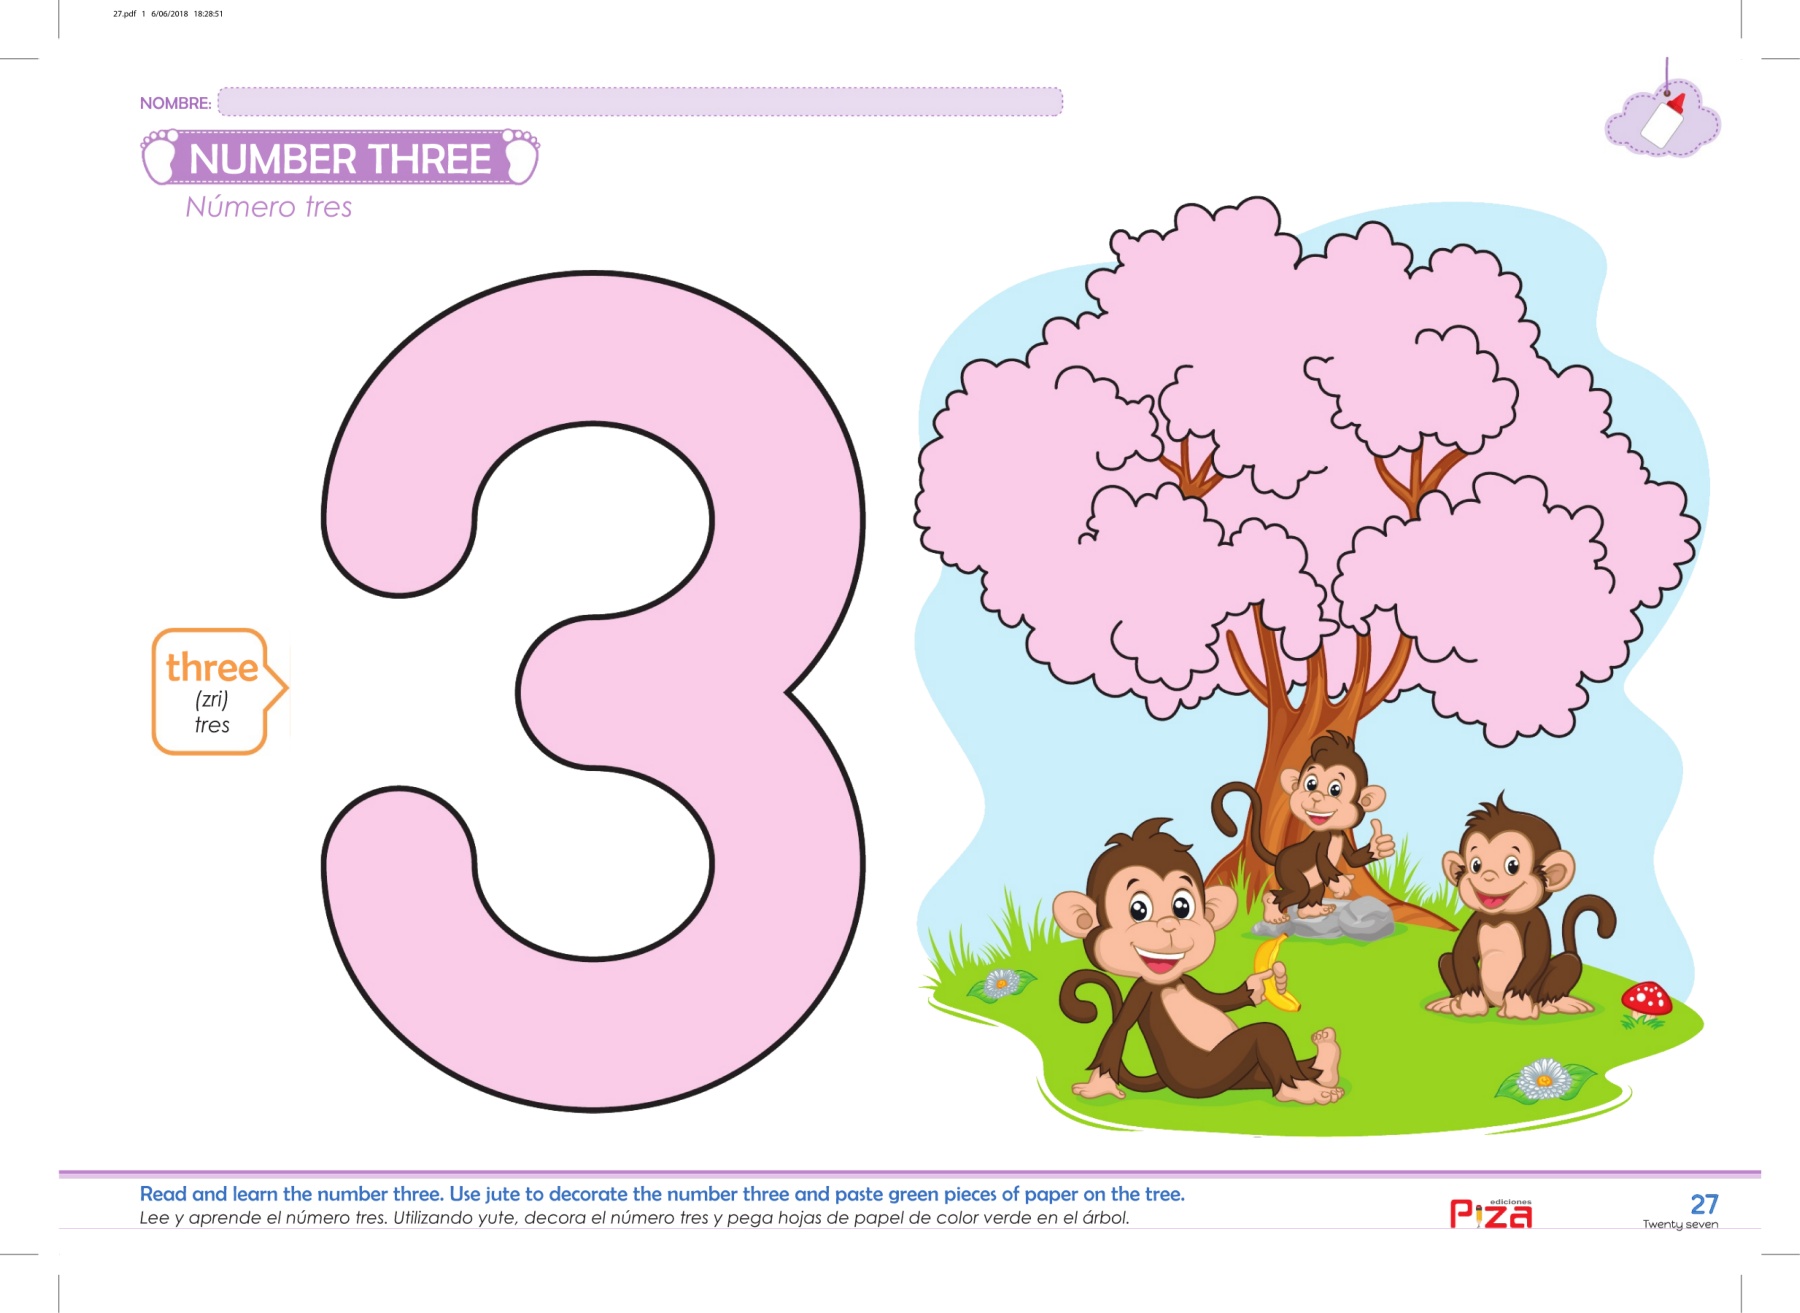 27.pdf 1 6/06/2018 18:28:51
NOMBRE:
NUMBER THREE
Número tres
three
(zri)
tres
Read and learn the number three. Use jute to decorate the number three and paste green pieces of paper on the tree.
Lee y aprende el número tres. Utilizando yute, decora el número tres y pega hojas de papel de color verde en el árbol.
ediciones
Piza
27
Twenty seven
3